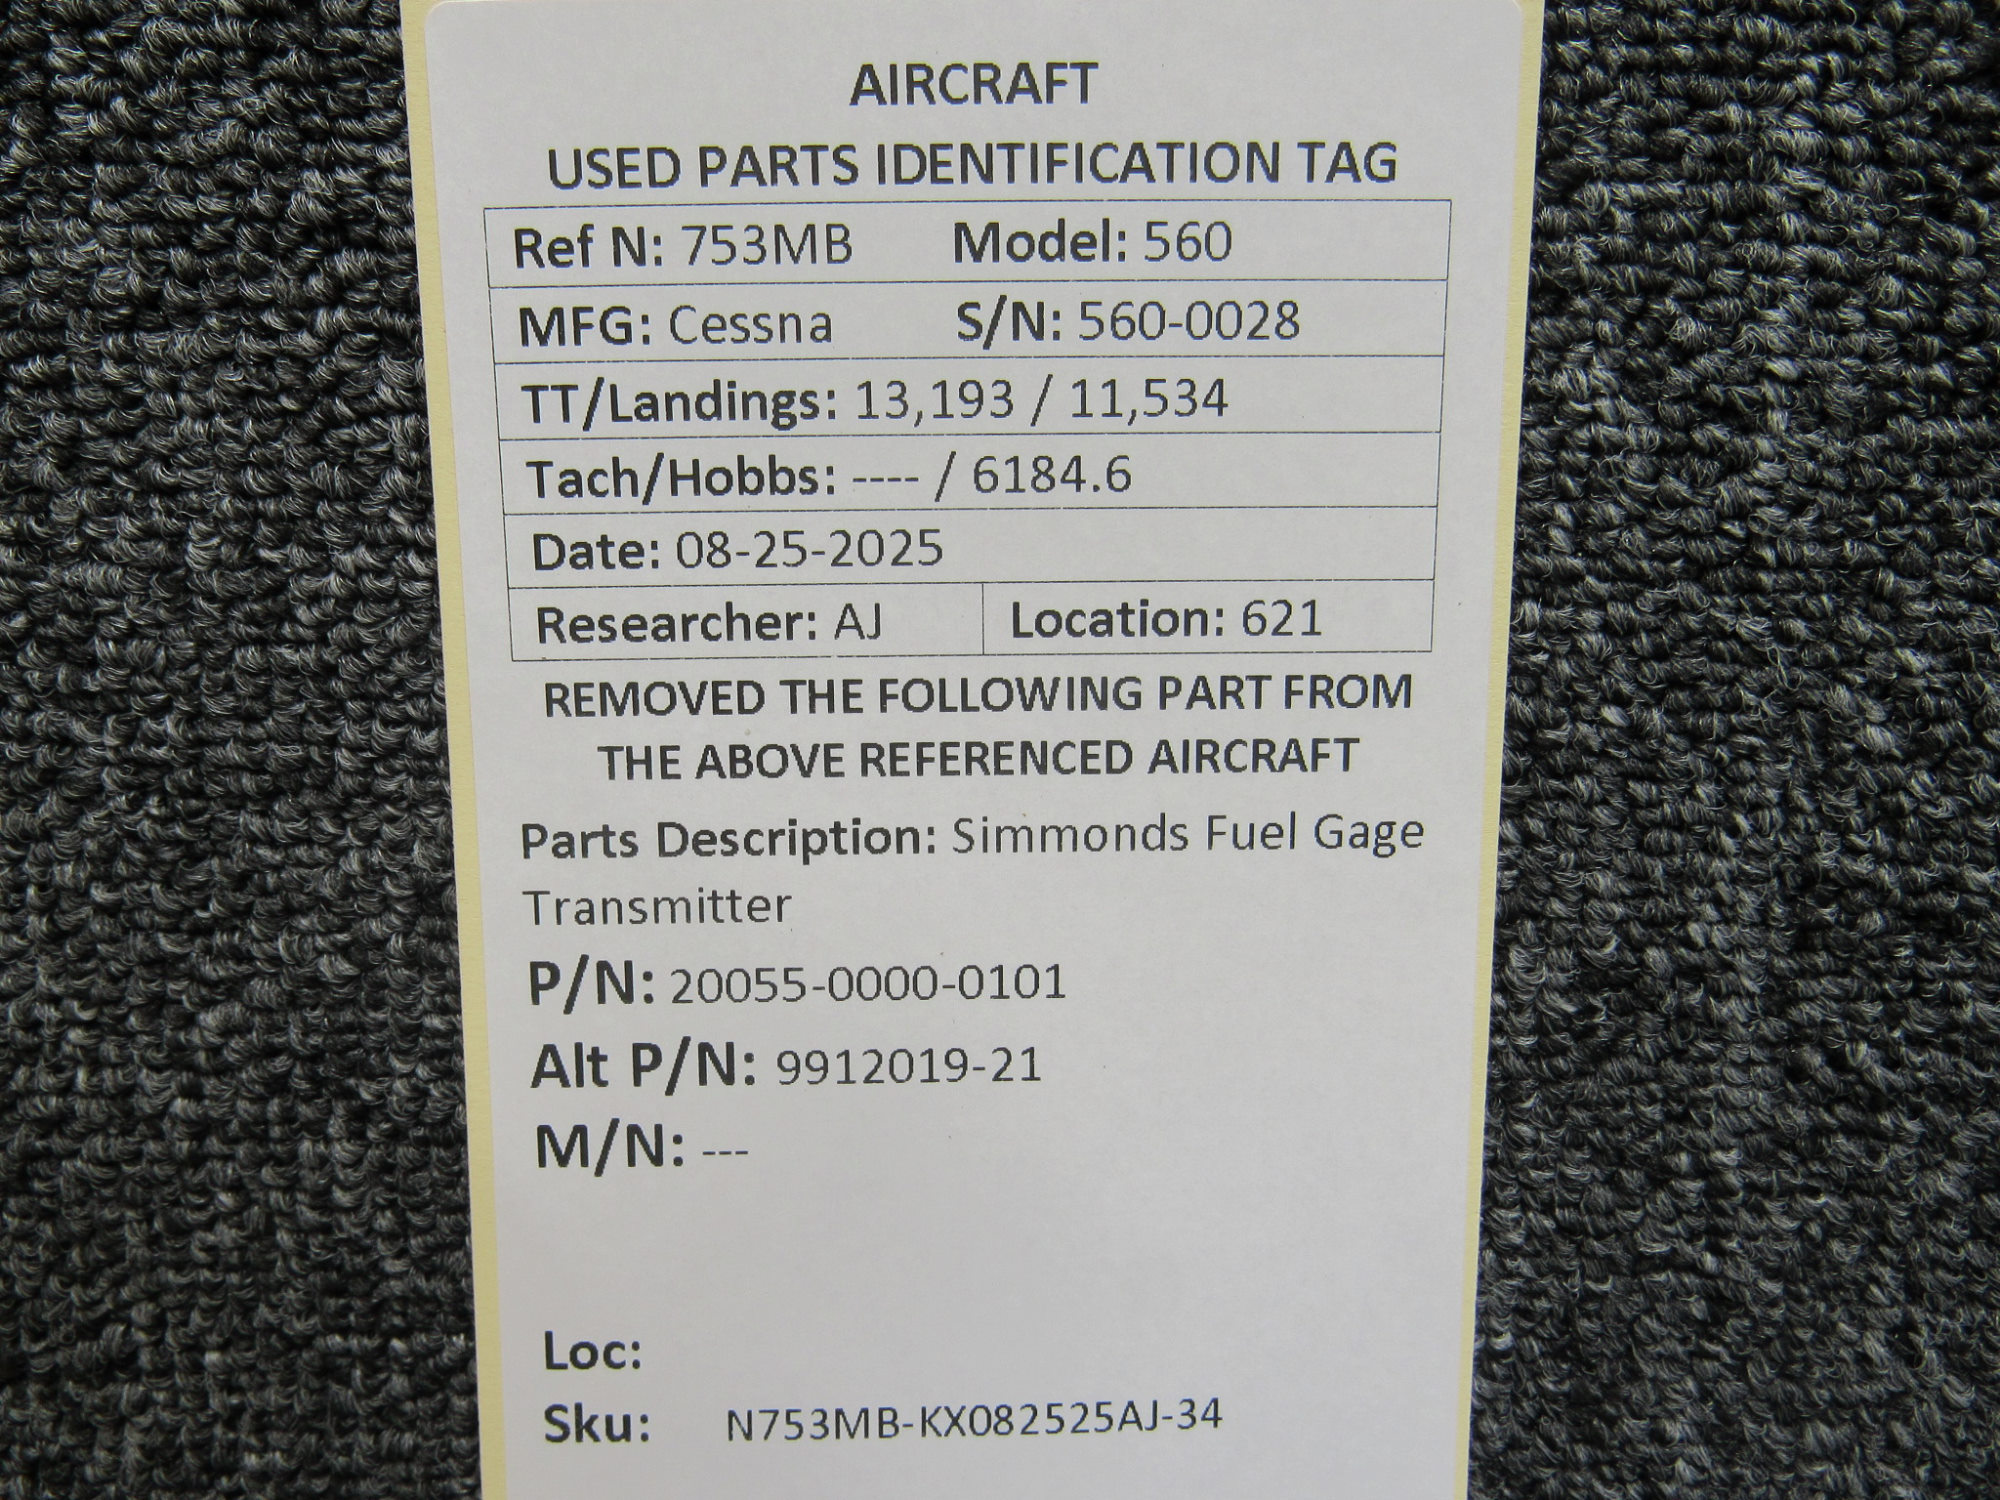 AIRCRAFT
USED PARTS IDENTIFICATION TAG
Ref N: 753MB Model: 560
MFG: Cessna S/N: 560-0028
TT/Landings: 13,193 / 11,534
Tach/Hobbs: ---- / 6184.6
Date: 08-25-2025
Researcher: AJ Location: 621
REMOVED THE FOLLOWING PART FROM
THE ABOVE REFERENCED AIRCRAFT
Parts Description: Simmonds Fuel Gage
Transmitter
P/N: 20055-0000-0101
Alt P/N: 9912019-21
M/N: ---
Loc:
Sku: N753MB-KX082525AJ-34